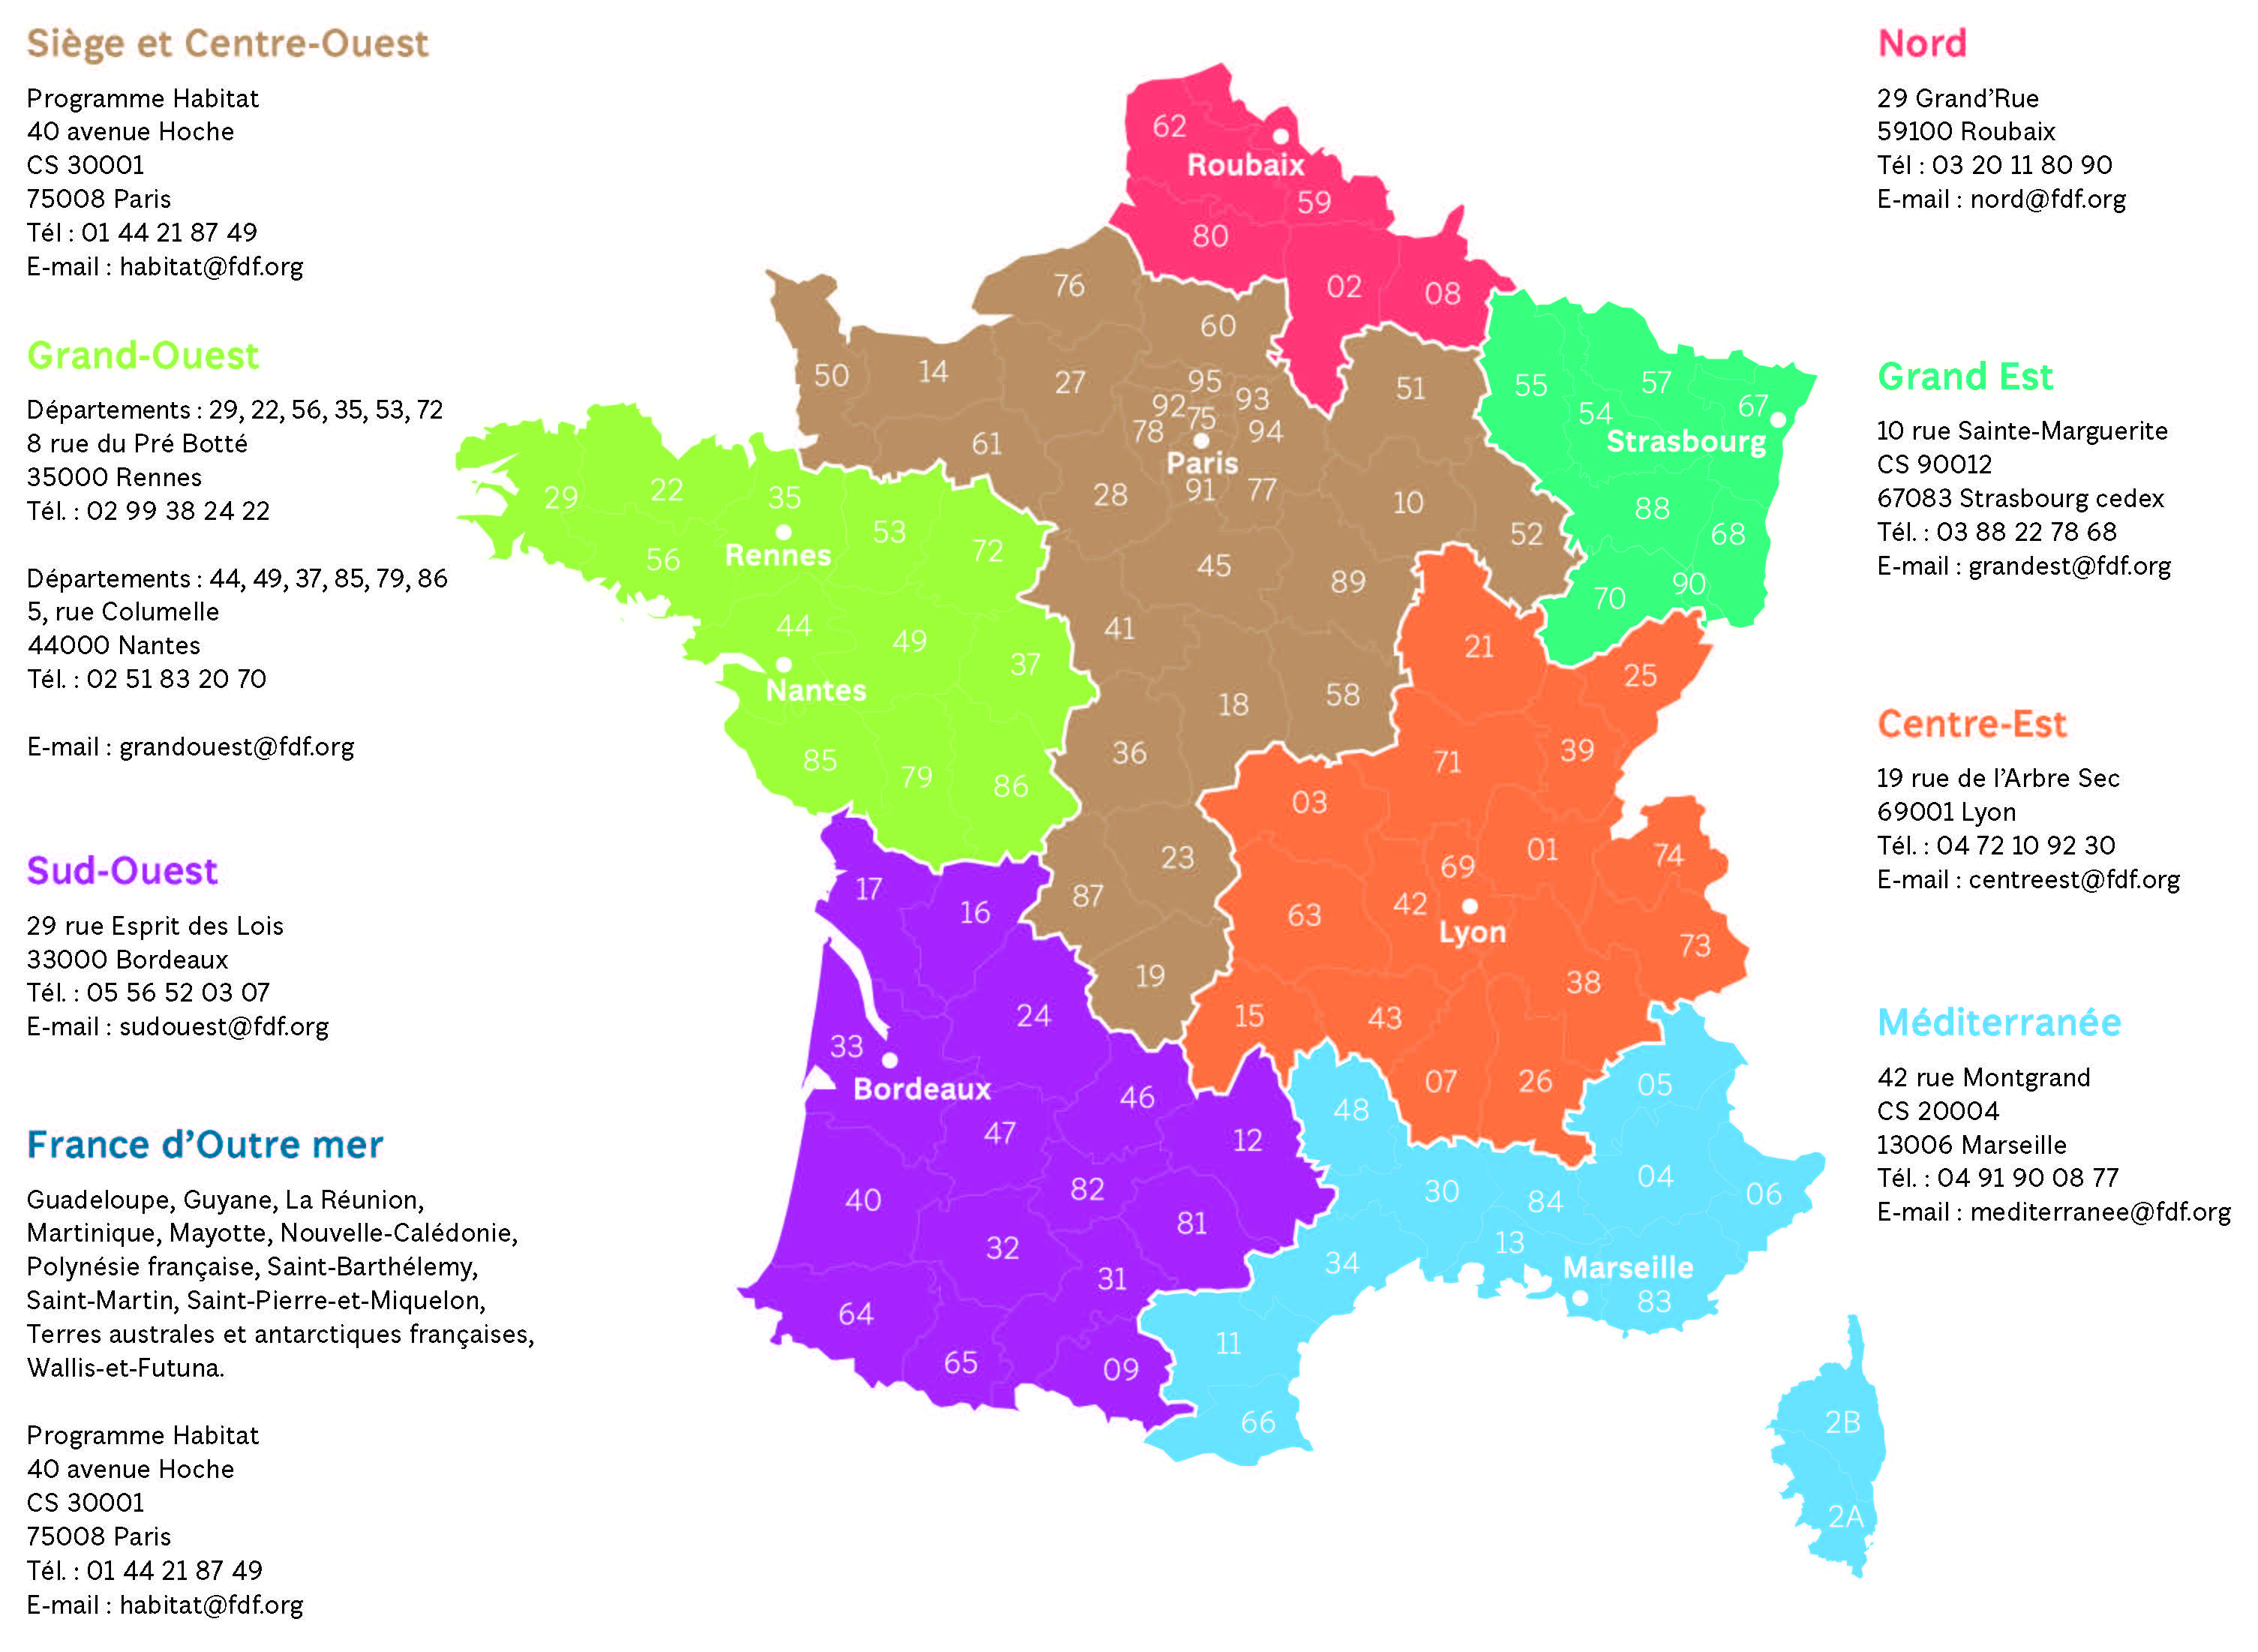 Siège et Centre-Ouest
Programme Habitat
40 avenue Hoche
CS 30001
75008 Paris
Tél : 01 44 21 87 49
E-mail : habitat@fdf.org
Grand-Ouest
Départements : 29, 22, 56, 35, 53, 72
8 rue du Pré Botté
35000 Rennes
Tél. : 02 99 38 24 22
Départements : 44, 49, 37, 85, 79, 86
5, rue Columelle
44000 Nantes
Tél. : 02 51 83 20 70
E-mail : grandouest@fdf.org
Sud-Ouest
29 rue Esprit des Lois
33000 Bordeaux
Tél. : 05 56 52 03 07
E-mail : sudouest@fdf.org
France d'Outre mer
Guadeloupe, Guyane, La Réunion,
Martinique, Mayotte, Nouvelle-Calédonie,
Polynésie française, Saint-Barthélemy,
Saint-Martin, Saint-Pierre-et-Miquelon,
Terres australes et antarctiques françaises,
Wallis-et-Futuna.
Programme Habitat
40 avenue Hoche
CS 30001
75008 Paris
Tél. : 01 44 21 87 49
E-mail : habitat@fdf.org
62
Roubaix
59
80
02
08
76
60
50
14
27
95
92
93
75
78
94
Paris
91
77
61
28
51
10
52
45
89
41
18
58
36
23
87
19
55
57
54
67
Strasbourg
88
68
70
90
29
22
35
53
72
56
Rennes
44
49
37
Nantes
85
79
86
21
25
71
39
03
01
69
74
63
42
Lyon
73
38
15
43
07
26
17
16
24
33
Bordeaux
46
47
12
82
40
81
32
31
64
65
09
48
05
30
84
04
06
13
34
Marseille
83
11
66
2B
2A
Nord
29 Grand'Rue
59100 Roubaix
Tél : 03 20 11 80 90
E-mail : nord@fdf.org
Grand Est
10 rue Sainte-Marguerite
CS 90012
67083 Strasbourg cedex
Tél. : 03 88 22 78 68
E-mail : grandest@fdf.org
Centre-Est
19 rue de l'Arbre Sec
69001 Lyon
Tél. : 04 72 10 92 30
E-mail : centreest@fdf.org
Méditerranée
42 rue Montgrand
CS 20004
13006 Marseille
Tél. : 04 91 90 08 77
E-mail : mediterranee@fdf.org